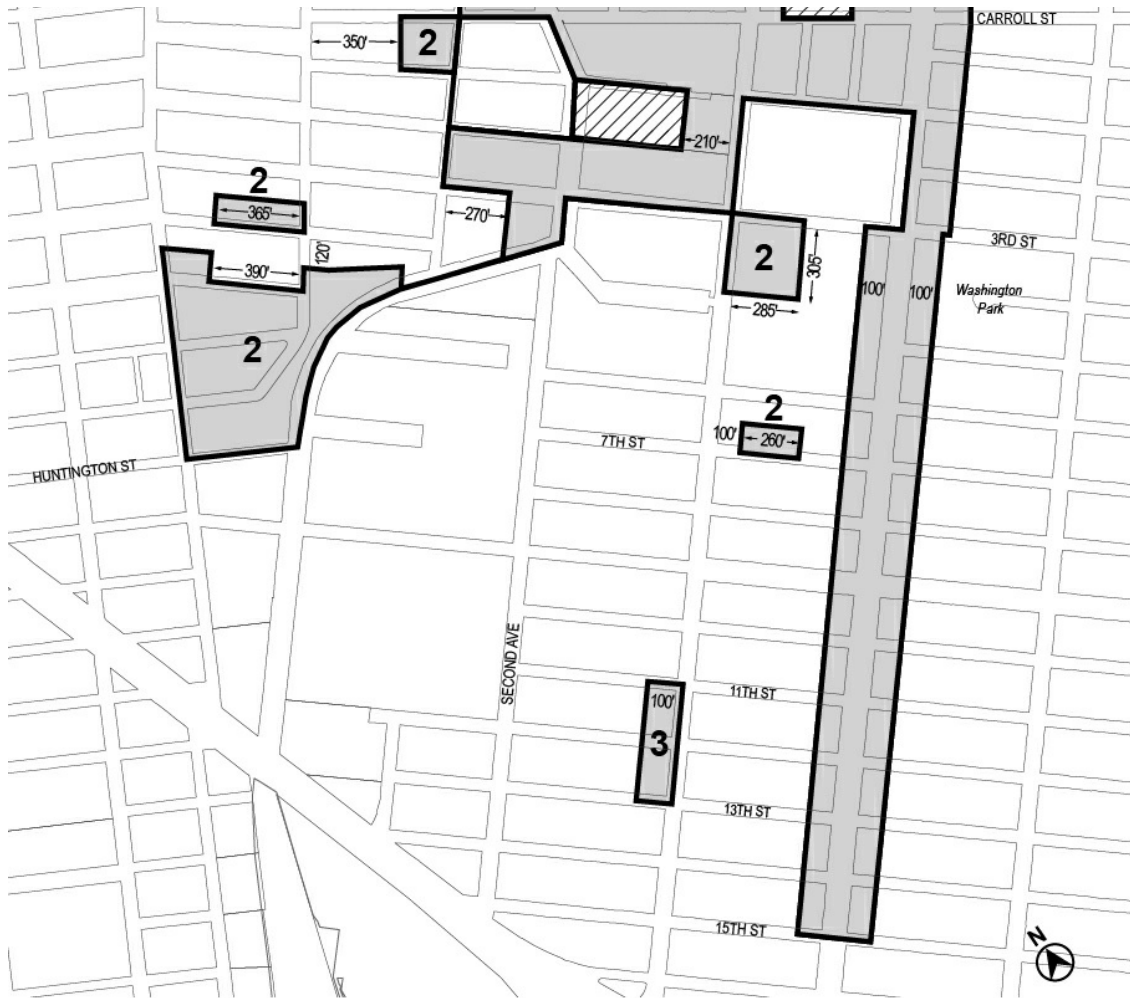 CARROLL ST
350'
2
210'
2
365'
270'
3RD ST
120'
2
305'
390'
100'
100'
Washington
Park
285'
2
2
100'
260'
7TH ST
HUNTINGTON ST
SECOND AVE
11TH ST
100'
3
13TH ST
15TH ST
N